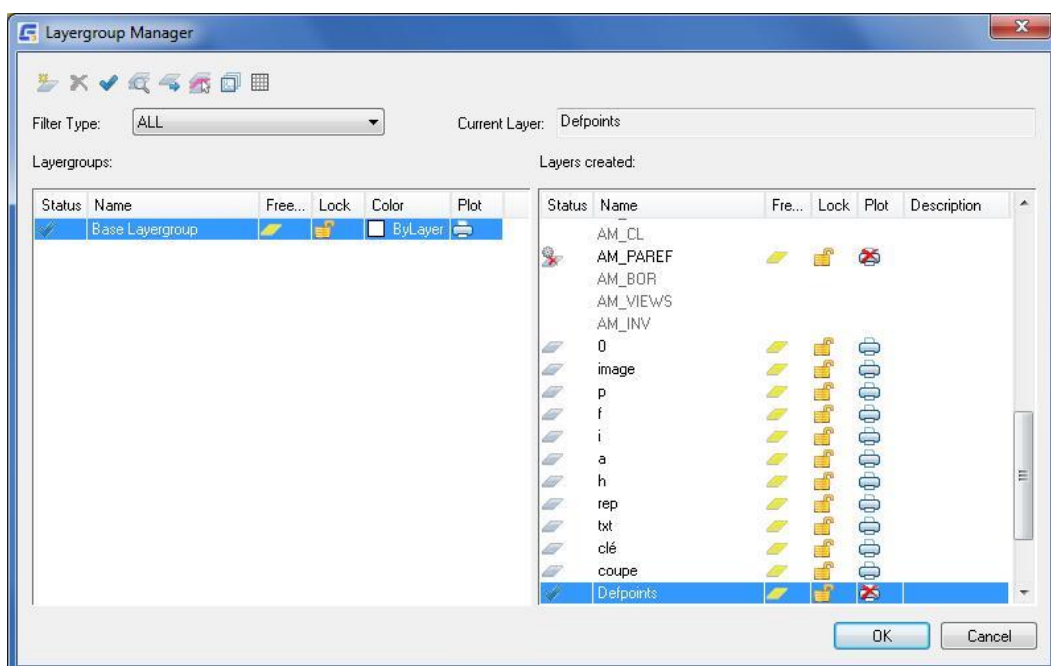 Layergroup Manager
Filter Type: ALL Current Layer: Defpoints
Layergroups: Layers created:
Status Name Free... Lock Color Plot Status Name Fre... Lock Plot Description
Base Layergroup ByLayer
AM_CL
AM_PAREF
AM_BOR
AM_VIEWS
AM_INV
0
image
p
f
i
a
h
rep
txt
clé
coupe
Defpoints
OK Cancel